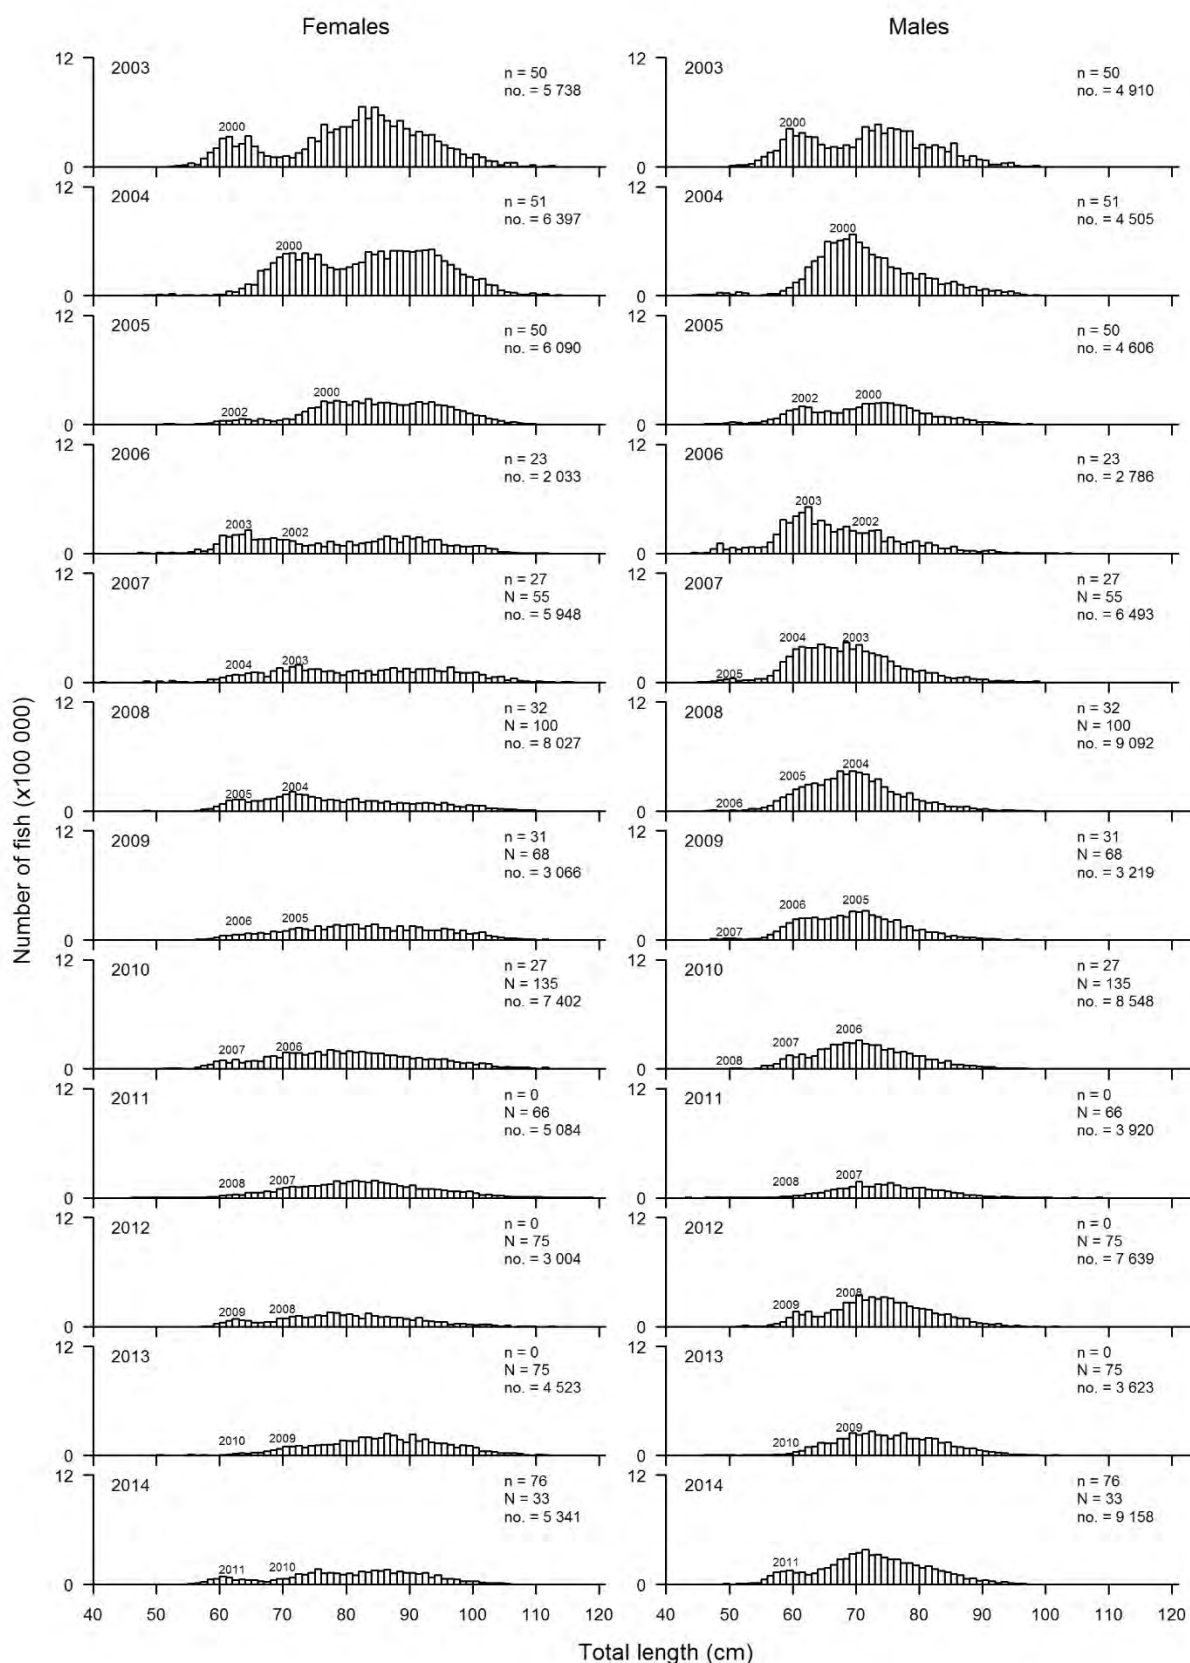 Females Males
12 2003 n = 50 12 2003 n = 50
no. = 5 738 no. = 4 910
2000 2000
0 0
12 2004 n = 51 12 2004 n = 51
no. = 6 397 no. = 4 505
2000 2000
0 0
12 2005 n = 50 12 2005 n = 50
no. = 6 090 no. = 4 606
2002 2000 2002 2000
0 0
12 2006 n = 23 12 2006 n = 23
no. = 2 033 no. = 2 786
2003 2002 2003 2002
0 0
12 2007 n = 27 12 2007 n = 27
N = 55 N = 55
no. = 5 948 no. = 6 493
2004 2003 2005 2004 2003
0 0
12 2008 n = 32 12 2008 n = 32
N = 100 N = 100
no. = 8 027 no. = 9 092
2005 2004 2006 2005 2004
0 0
12 2009 n = 31 12 2009 n = 31
N = 68 N = 68
no. = 3 066 no. = 3 219
2006 2005 2007 2006 2005
0 0
12 2010 n = 27 12 2010 n = 27
N = 135 N = 135
no. = 7 402 no. = 8 548
2007 2006 2008 2007 2006
0 0
12 2011 n = 0 12 2011 n = 0
N = 66 N = 66
no. = 5 084 no. = 3 920
2008 2007 2008 2007
0 0
12 2012 n = 0 12 2012 n = 0
N = 75 N = 75
no. = 3 004 no. = 7 639
2009 2008 2009 2008
0 0
12 2013 n = 0 12 2013 n = 0
N = 75 N = 75
no. = 4 523 no. = 3 623
2010 2009 2010 2009
0 0
12 2014 n = 76 12 2014 n = 76
N = 33 N = 33
no. = 5 341 no. = 9 158
2011 2010 2011
0 0
40 50 60 70 80 90 100 110 120 40 50 60 70 80 90 100 110 120
Number of fish (x100 000)
Total length (cm)